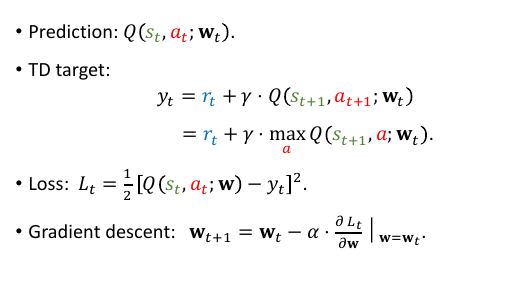 • Prediction: Q(s_t, a_t; w_t).
• TD target:
y_t = r_t + γ · Q(s_{t+1}, a_{t+1}; w_t)
= r_t + γ · max_a Q(s_{t+1}, a; w_t).
• Loss: L_t = 1/2 [Q(s_t, a_t; w) − y_t]^2.
• Gradient descent: w_{t+1} = w_t − α · ∂L_t/∂w |_{w=w_t}.